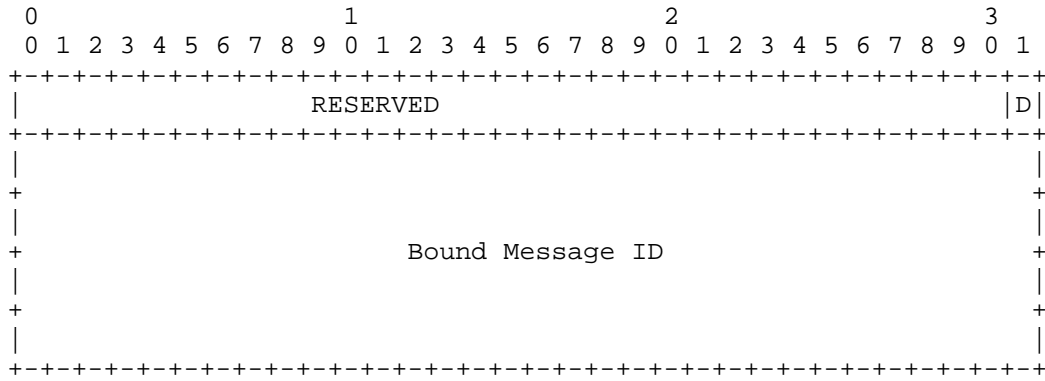 0                   1                   2                   3
 0 1 2 3 4 5 6 7 8 9 0 1 2 3 4 5 6 7 8 9 0 1 2 3 4 5 6 7 8 9 0 1
+-+-+-+-+-+-+-+-+-+-+-+-+-+-+-+-+-+-+-+-+-+-+-+-+-+-+-+-+-+-+-+-+
|                  RESERVED                                   |D|
+-+-+-+-+-+-+-+-+-+-+-+-+-+-+-+-+-+-+-+-+-+-+-+-+-+-+-+-+-+-+-+-+
|                                                               |
+                                                               +
|                                                               |
+                        Bound Message ID                       +
|                                                               |
+                                                               +
|                                                               |
+-+-+-+-+-+-+-+-+-+-+-+-+-+-+-+-+-+-+-+-+-+-+-+-+-+-+-+-+-+-+-+-+